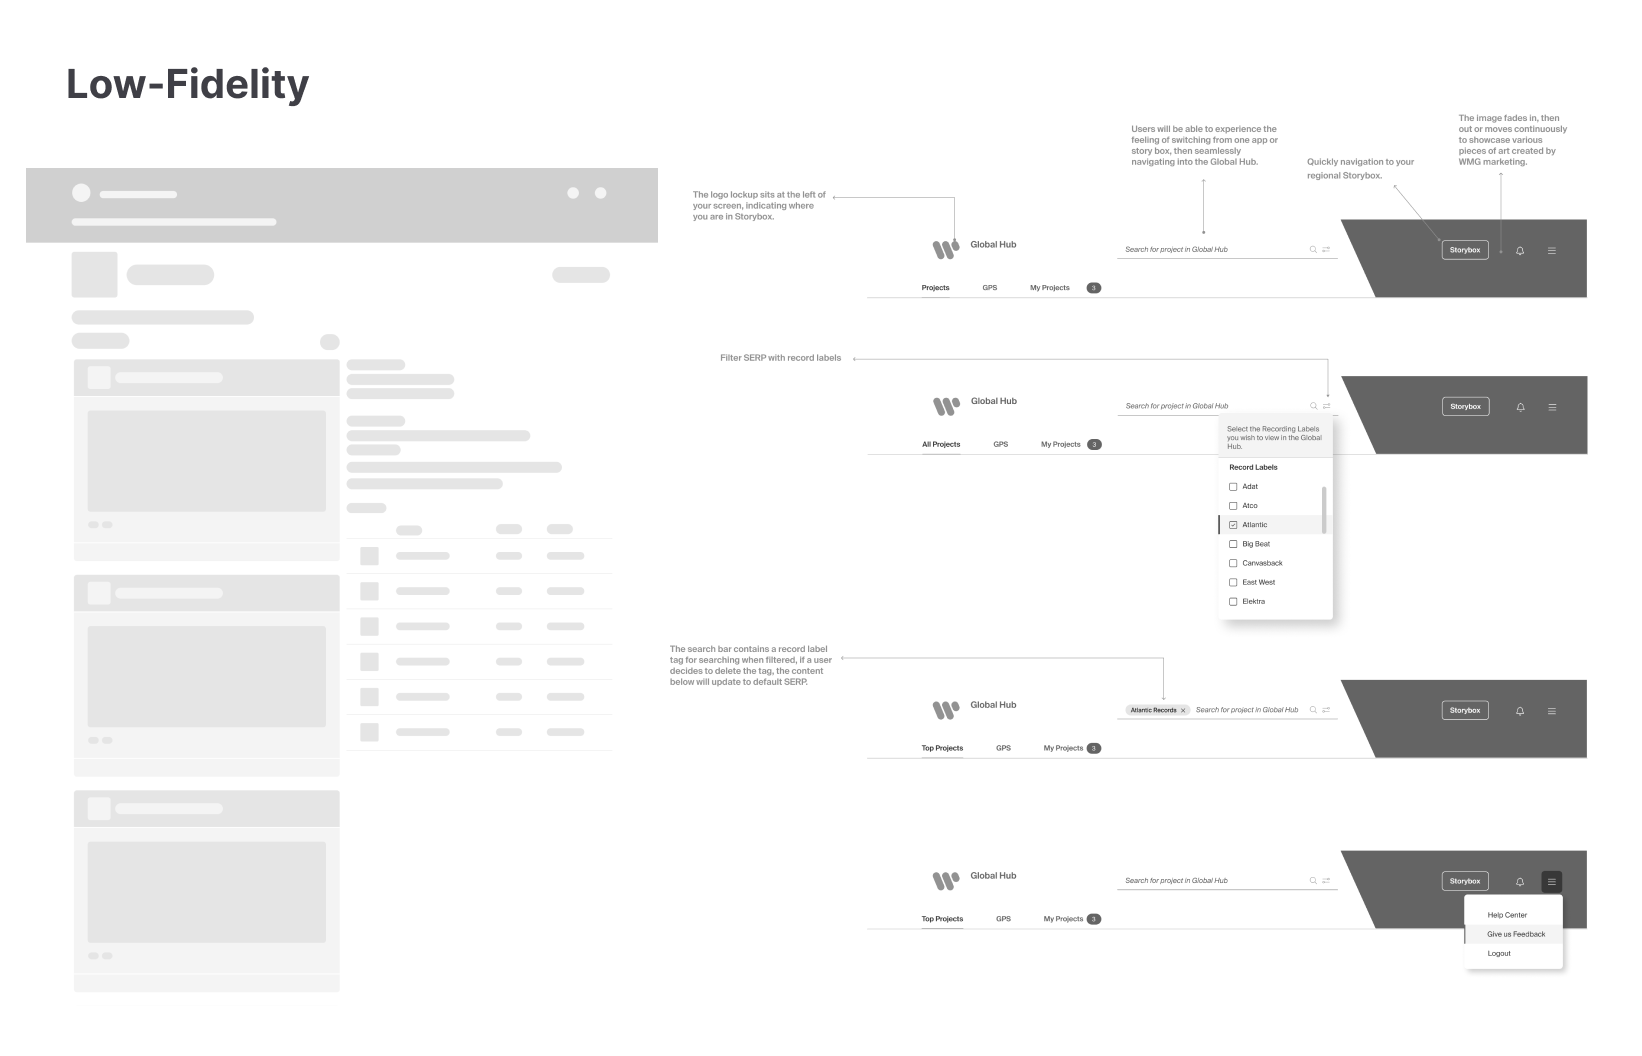 Low-Fidelity
Users will be able to experience the
feeling of switching from one app or
story box, then seamlessly
navigating into the Global Hub.
Quickly navigation to your
regional Storybox.
The image fades in, then
out or moves continuously
to showcase various
pieces of art created by
WMG marketing.
The logo lockup sits at the left of
your screen, indicating where
you are in Storybox.
Global Hub
Search for project in Global Hub
Storybox
Projects
GPS
My Projects
3
Filter SERP with record labels
Global Hub
Search for project in Global Hub
Storybox
All Projects
GPS
My Projects
3
Select the Recording Labels
you wish to view in the Global
Hub.
Record Labels
Adat
Atco
Atlantic
Big Beat
Canvasback
East West
Elektra
The search bar contains a record label
tag for searching when filtered, if a user
decides to delete the tag, the content
below will update to default SERP.
Global Hub
Atlantic Records
Search for project in Global Hub
Storybox
Top Projects
GPS
My Projects
3
Global Hub
Search for project in Global Hub
Storybox
Top Projects
GPS
My Projects
3
Help Center
Give us Feedback
Logout